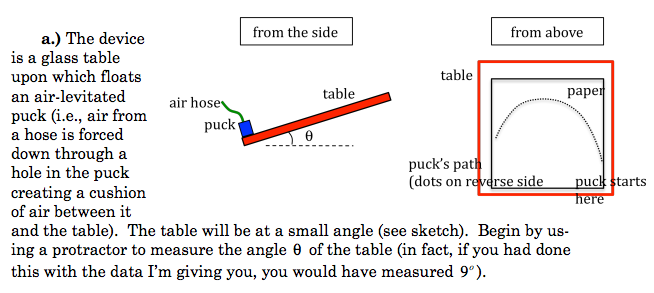 from the side
from above
a.) The device
is a glass table
upon which floats
an air-levitated
puck (i.e., air from
a hose is forced
down through a
hole in the puck
creating a cushion
of air between it
and the table).  The table will be at a small angle (see sketch).  Begin by us-
ing a protractor to measure the angle θ of the table (in fact, if you had done
this with the data I'm giving you, you would have measured 9°).
air hose
puck
table
θ
table
paper
puck's path
(dots on reverse side
puck starts
here